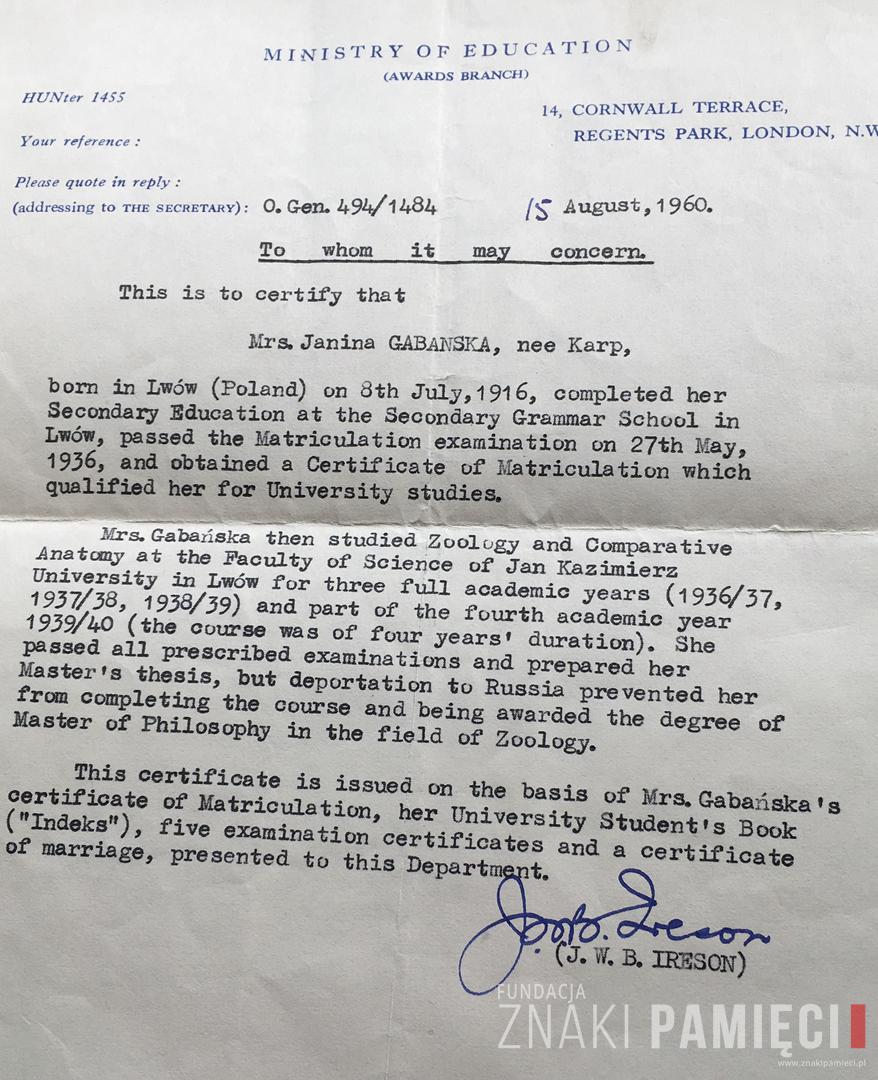 MINISTRY OF EDUCATION
(AWARDS BRANCH)
HUNter 1455
14, CORNWALL TERRACE,
REGENTS PARK, LONDON, N.W
Your reference :
Please quote in reply :
(addressing to THE SECRETARY): O. Gen. 494/1484 15 August, 1960.
To whom it may concern.
This is to certify that
Mrs. Janina GABANSKA, nee Karp,
born in Lwów (Poland) on 8th July, 1916, completed her
Secondary Education at the Secondary Grammar School in
Lwów, passed the Matriculation examination on 27th May,
1936, and obtained a Certificate of Matriculation which
qualified her for University studies.
Mrs. Gabańska then studied Zoology and Comparative
Anatomy at the Faculty of Science of Jan Kazimierz
University in Lwów for three full academic years (1936/37,
1937/38, 1938/39) and part of the fourth academic year
1939/40 (the course was of four years' duration). She
passed all prescribed examinations and prepared her
Master's thesis, but deportation to Russia prevented her
from completing the course and being awarded the degree of
Master of Philosophy in the field of Zoology.
This certificate is issued on the basis of Mrs. Gabańska's
certificate of Matriculation, her University Student's Book
("Indeks"), five examination certificates and a certificate
of marriage, presented to this Department.
J.W.B. Ireson
(J. W. B. IRESON)
FUNDACJA
ZNAKI PAMIĘCI
www.znakipamieci.pl